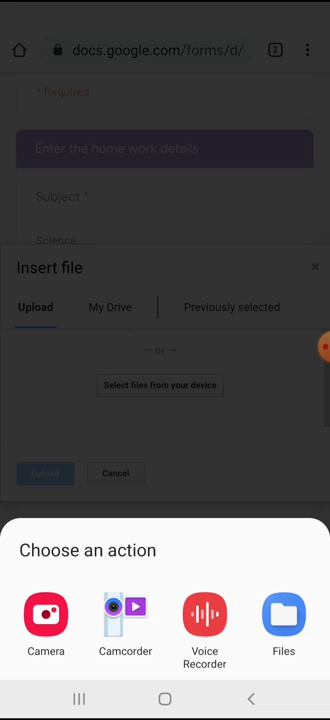 docs.google.com/forms/d/
2
* Required
Enter the home work details
Subject *
Science
Insert file
×
Upload
My Drive
Previously selected
— or —
Select files from your device
Upload
Cancel
Choose an action
Camera
Camcorder
Voice
Recorder
Files